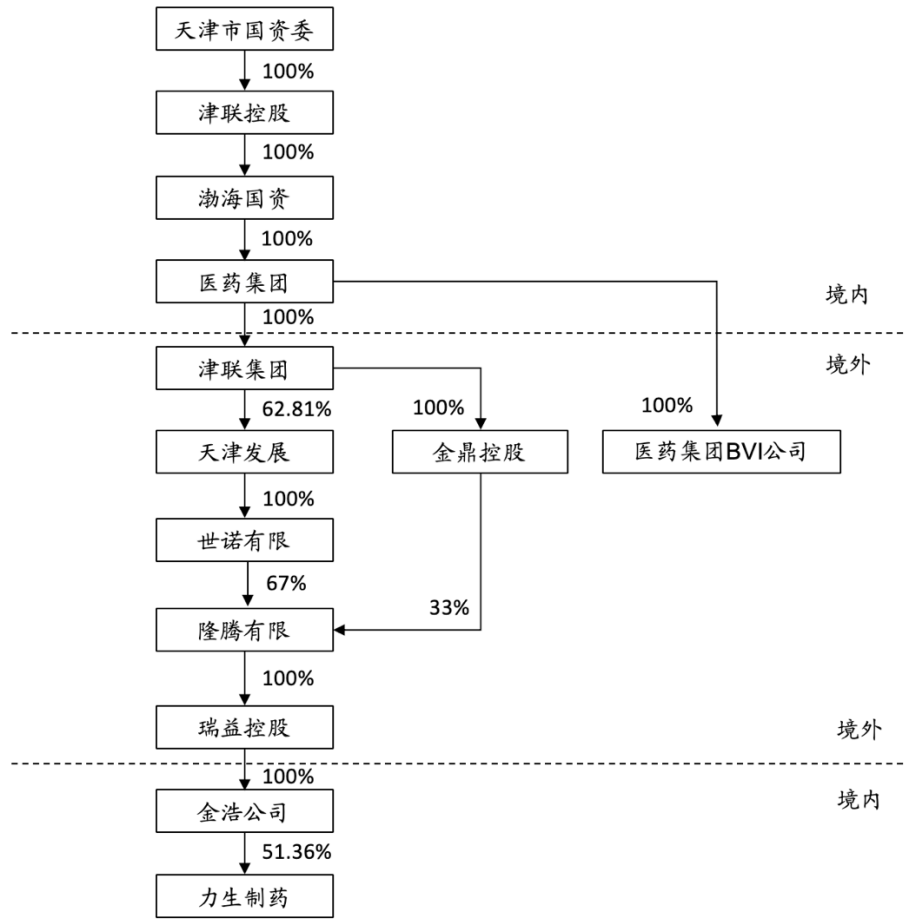 天津市国资委
100%
津联控股
100%
渤海国资
100%
医药集团
境内
100%
津联集团
境外
62.81%
100%
100%
天津发展
金鼎控股
医药集团BVI公司
100%
世诺有限
67%
33%
隆腾有限
100%
瑞益控股
境外
100%
金浩公司
境内
51.36%
力生制药